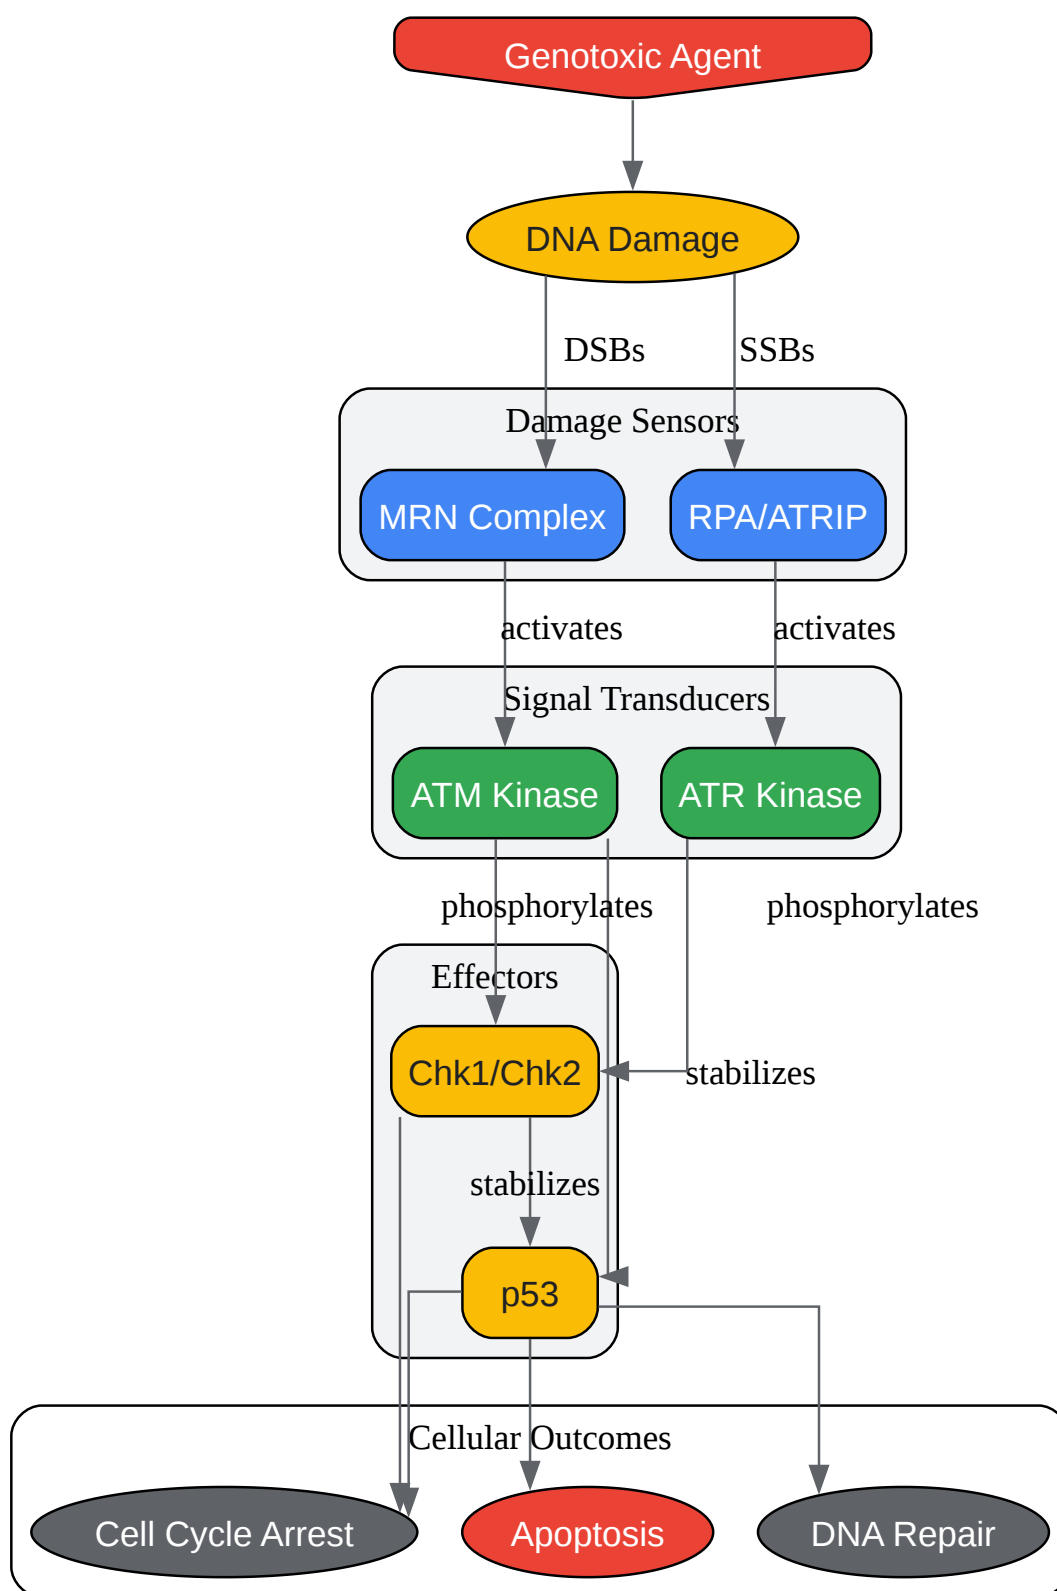 Genotoxic Agent
DNA Damage
DSBs
SSBs
Damage Sensors
MRN Complex
RPA/ATRIP
activates
activates
Signal Transducers
ATM Kinase
ATR Kinase
phosphorylates
phosphorylates
Effectors
Chk1/Chk2
stabilizes
stabilizes
p53
Cellular Outcomes
Cell Cycle Arrest
Apoptosis
DNA Repair